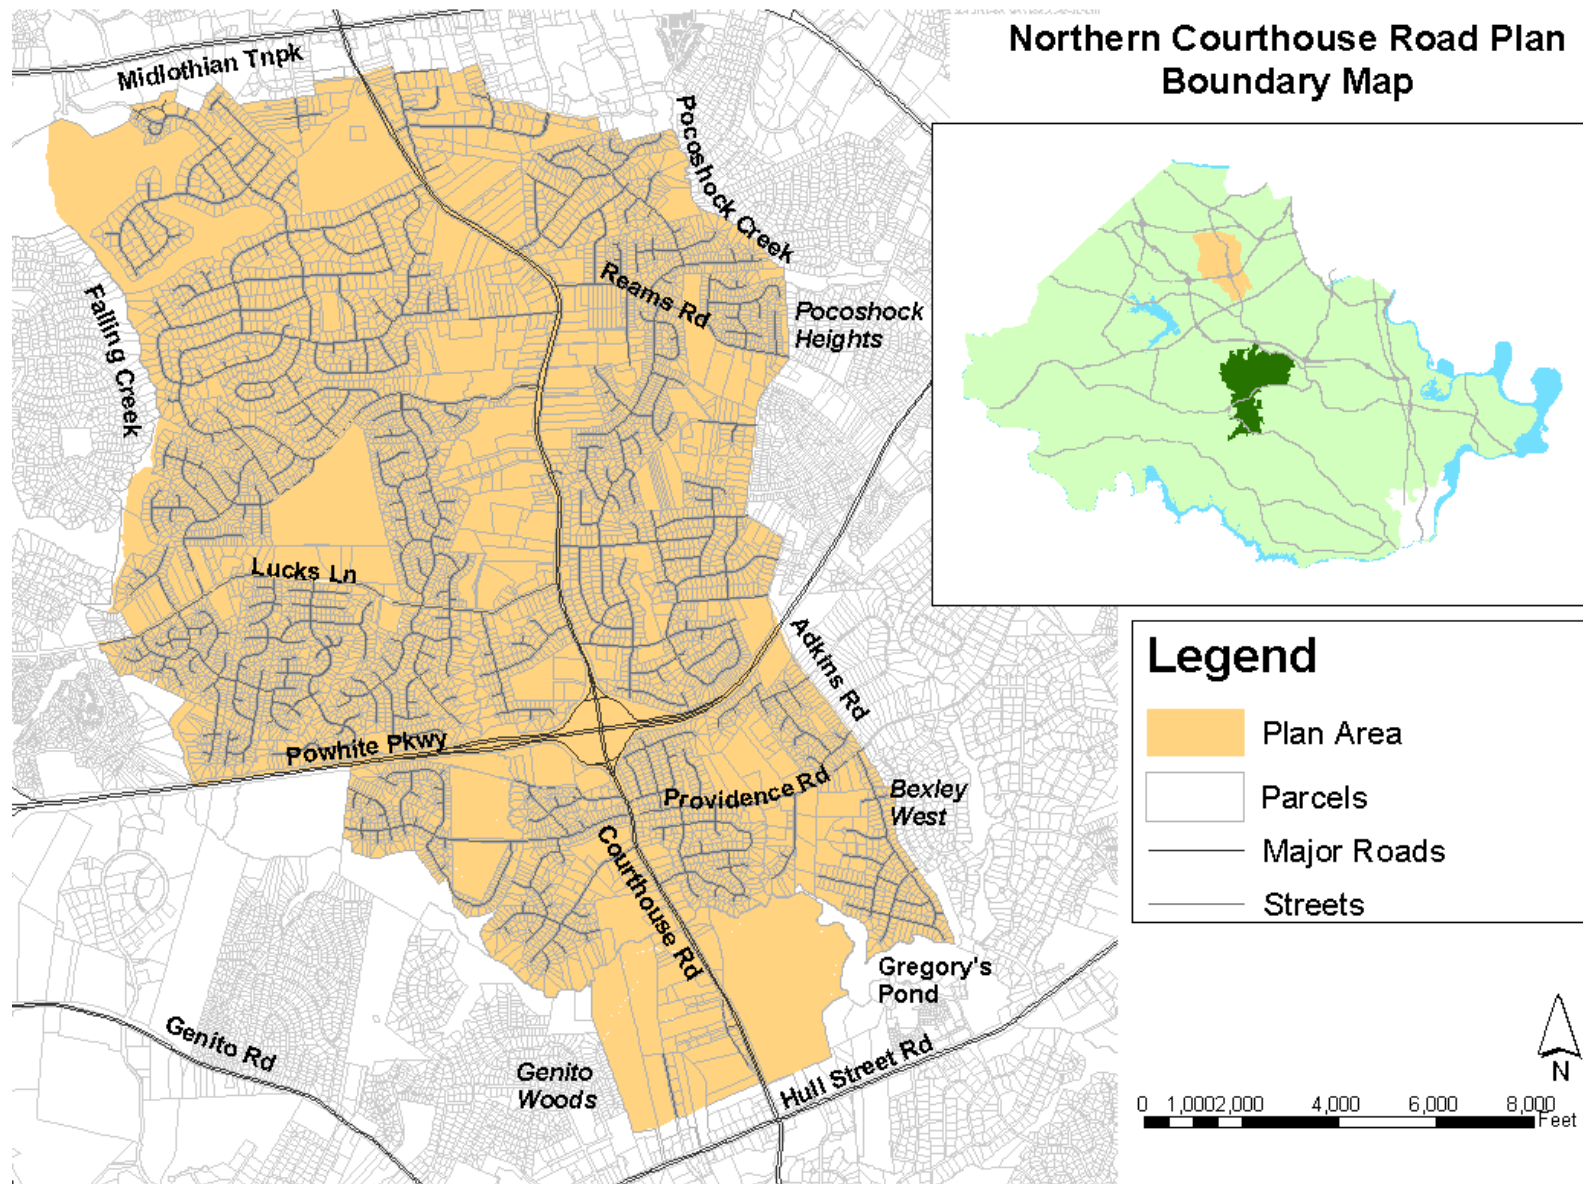 Northern Courthouse Road Plan
Boundary Map
Midlothian Tnpk
Pocoshock Creek
Reams Rd
Pocoshock
Heights
Falling Creek
Lucks Ln
Adkins Rd
Powhite Pkwy
Providence Rd
Bexley
West
Courthouse Rd
Gregory's
Pond
Genito Rd
Genito
Woods
Hull Street Rd
Legend
Plan Area
Parcels
Major Roads
Streets
N
0 1,0002,000 4,000 6,000 8,000
Feet